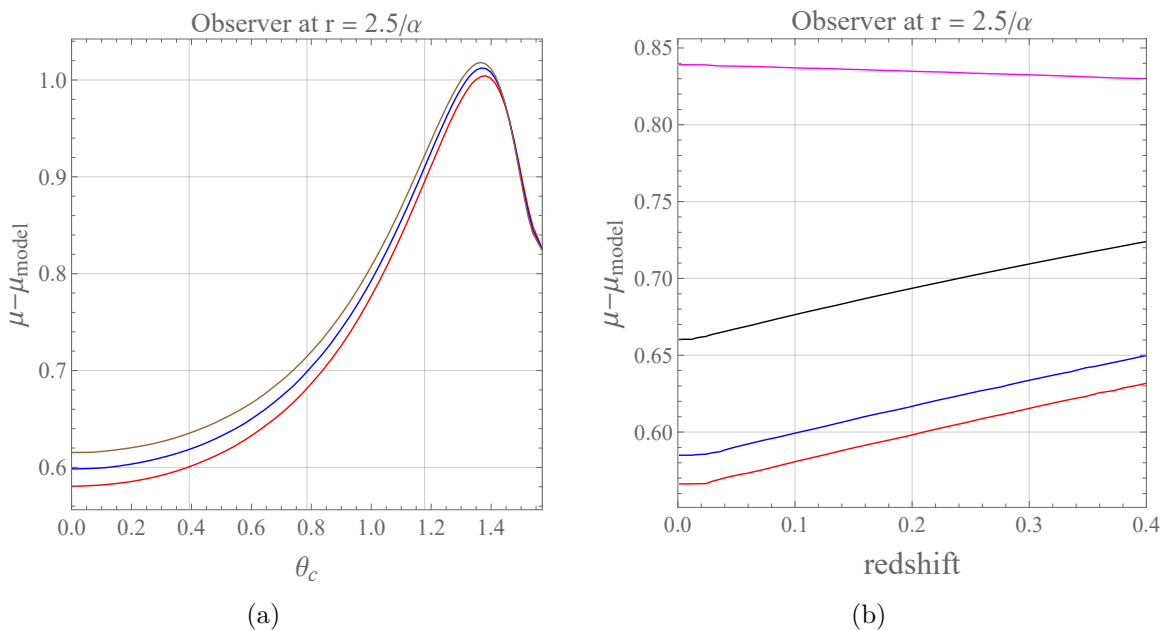 Observer at r = 2.5/α
μ−μmodel
1.0
0.9
0.8
0.7
0.6
0.0 0.2 0.4 0.6 0.8 1.0 1.2 1.4
θc
(a)
Observer at r = 2.5/α
μ−μmodel
0.85
0.80
0.75
0.70
0.65
0.60
0.0 0.1 0.2 0.3 0.4
redshift
(b)